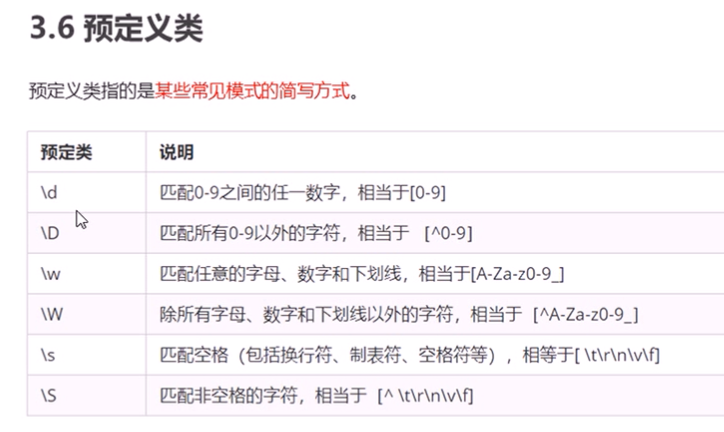 3.6 预定义类
预定义类指的是某些常见模式的简写方式。
预定类 说明
\d 匹配0-9之间的任一数字，相当于[0-9]
\D 匹配所有0-9以外的字符，相当于 [^0-9]
\w 匹配任意的字母、数字和下划线，相当于[A-Za-z0-9_]
\W 除所有字母、数字和下划线以外的字符，相当于 [^A-Za-z0-9_]
\s 匹配空格（包括换行符、制表符、空格符等），相等于[ \t\r\n\v\f]
\S 匹配非空格的字符，相当于 [^ \t\r\n\v\f]